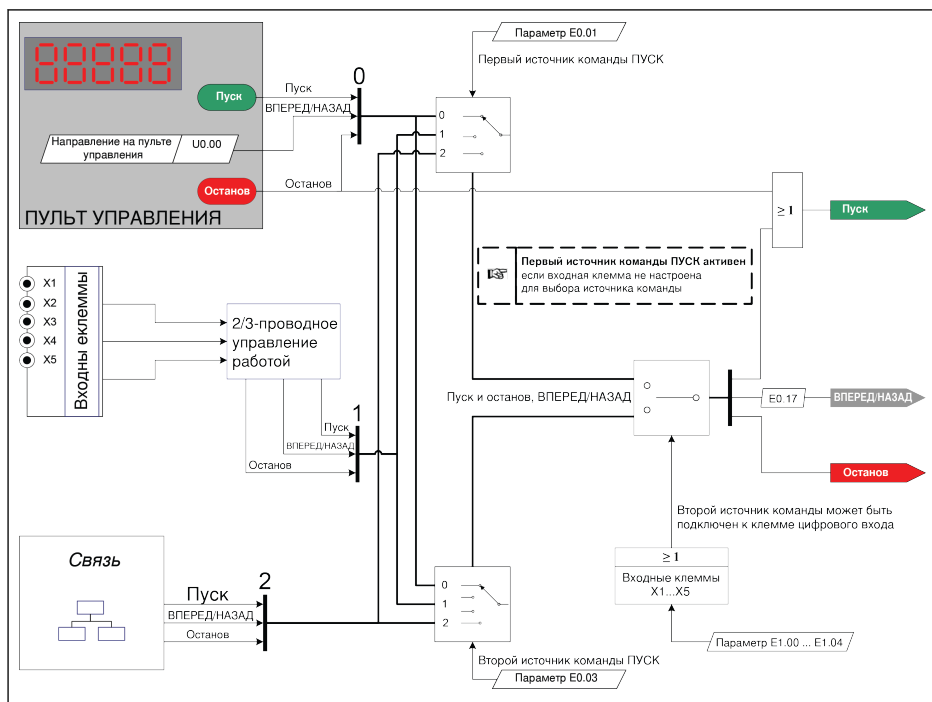 88888
Пуск
Направление на пульте
управления
U0.00
Останов
ПУЛЬТ УПРАВЛЕНИЯ
Пуск
ВПЕРЕД/НАЗАД
Останов
0
Параметр E0.01
Первый источник команды ПУСК
0
1
2
≥ 1
Пуск
Первый источник команды ПУСК активен
если входная клемма не настроена
для выбора источника команды
X1
X2
X3
X4
X5
Входны еклеммы
2/3-проводное
управление
работой
Пуск
ВПЕРЕД/НАЗАД
Останов
1
Пуск и останов, ВПЕРЕД/НАЗАД
E0.17
ВПЕРЕД/НАЗАД
Останов
Второй источник команды может быть
подключен к клемме цифрового входа
≥ 1
Входные клеммы
X1...X5
Параметр E1.00 ... E1.04
Связь
Пуск
ВПЕРЕД/НАЗАД
Останов
2
0
1
2
Второй источник команды ПУСК
Параметр E0.03